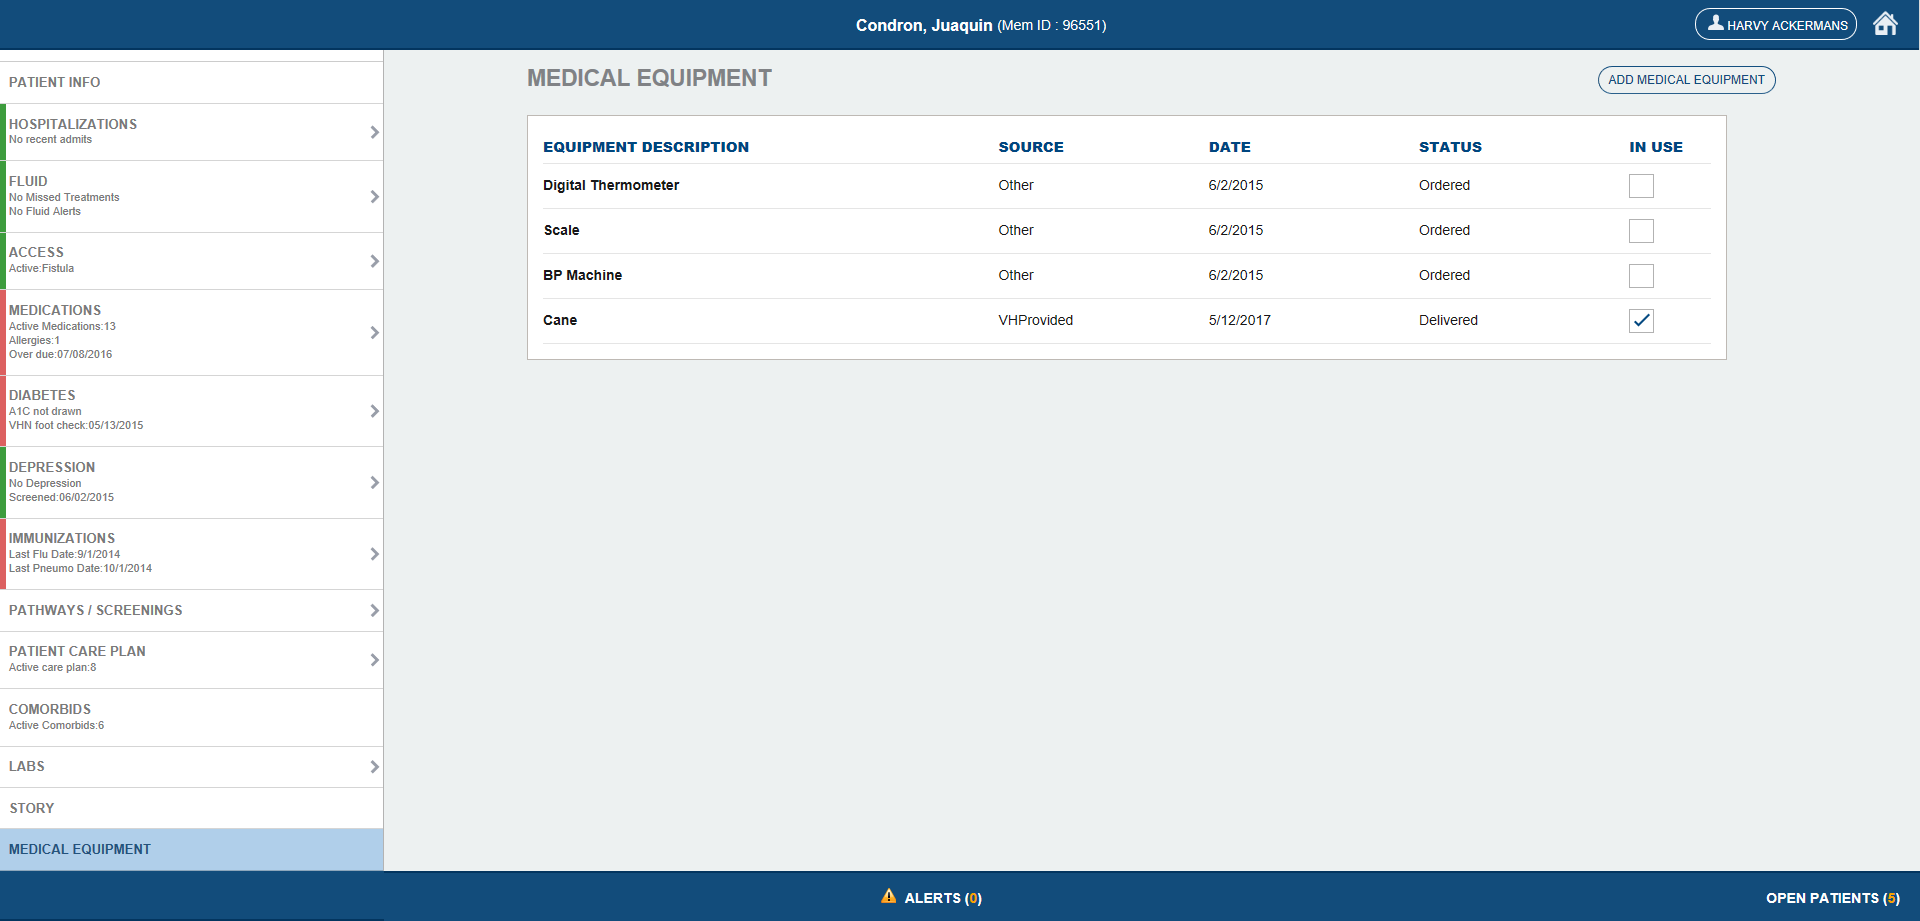 Condron, Juaquin (Mem ID : 96551)
HARVY ACKERMANS
PATIENT INFO
HOSPITALIZATIONS
No recent admits
FLUID
No Missed Treatments
No Fluid Alerts
ACCESS
Active:Fistula
MEDICATIONS
Active Medications:13
Allergies:1
Over due:07/08/2016
DIABETES
A1C not drawn
VHN foot check:05/13/2015
DEPRESSION
No Depression
Screened:06/02/2015
IMMUNIZATIONS
Last Flu Date:9/1/2014
Last Pneumo Date:10/1/2014
PATHWAYS / SCREENINGS
PATIENT CARE PLAN
Active care plan:8
COMORBIDS
Active Comorbids:6
LABS
STORY
MEDICAL EQUIPMENT
MEDICAL EQUIPMENT
ADD MEDICAL EQUIPMENT
EQUIPMENT DESCRIPTION SOURCE DATE STATUS IN USE
Digital Thermometer Other 6/2/2015 Ordered
Scale Other 6/2/2015 Ordered
BP Machine Other 6/2/2015 Ordered
Cane VHProvided 5/12/2017 Delivered
ALERTS (0)
OPEN PATIENTS (5)